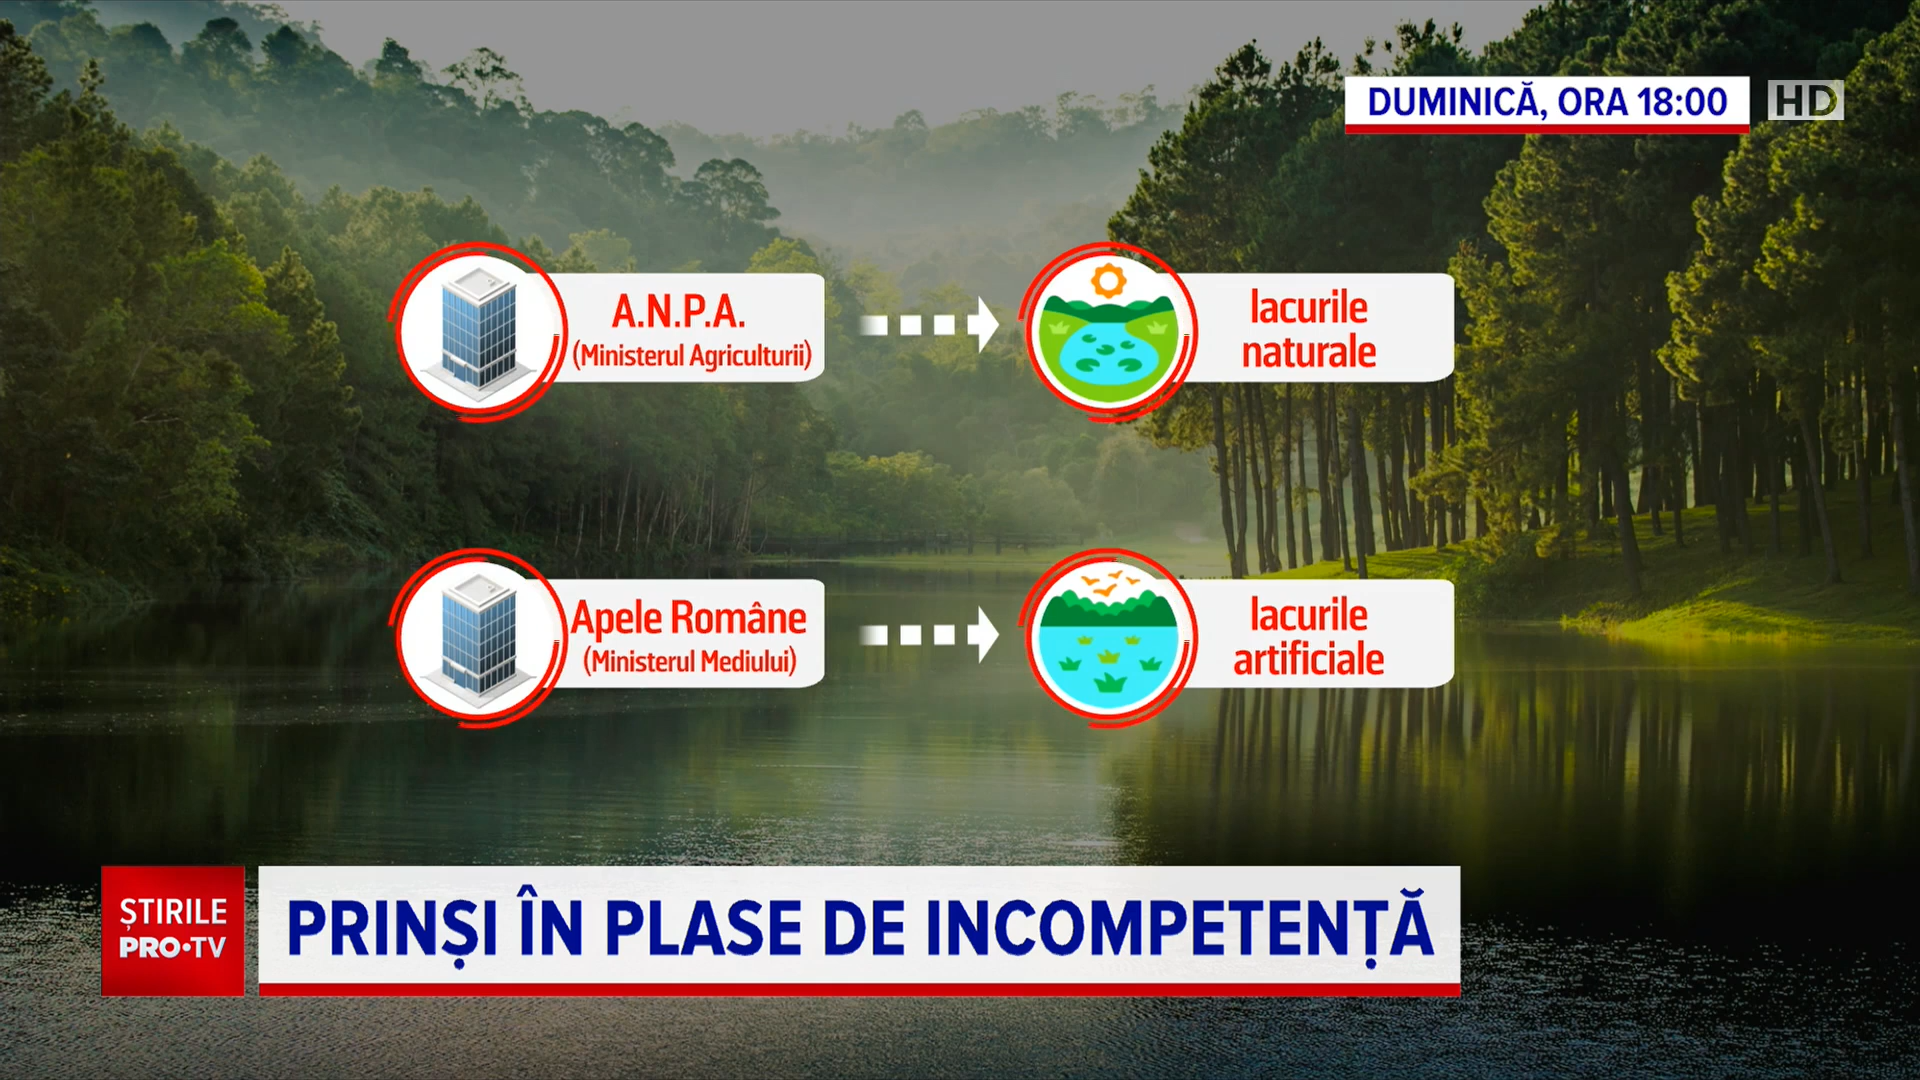 DUMINICĂ, ORA 18:00
HD
A.N.P.A.
(Ministerul Agriculturii)
lacurile
naturale
Apele Române
(Ministerul Mediului)
lacurile
artificiale
ȘTIRILE
PRO•TV
PRINȘI ÎN PLASE DE INCOMPETENȚĂ